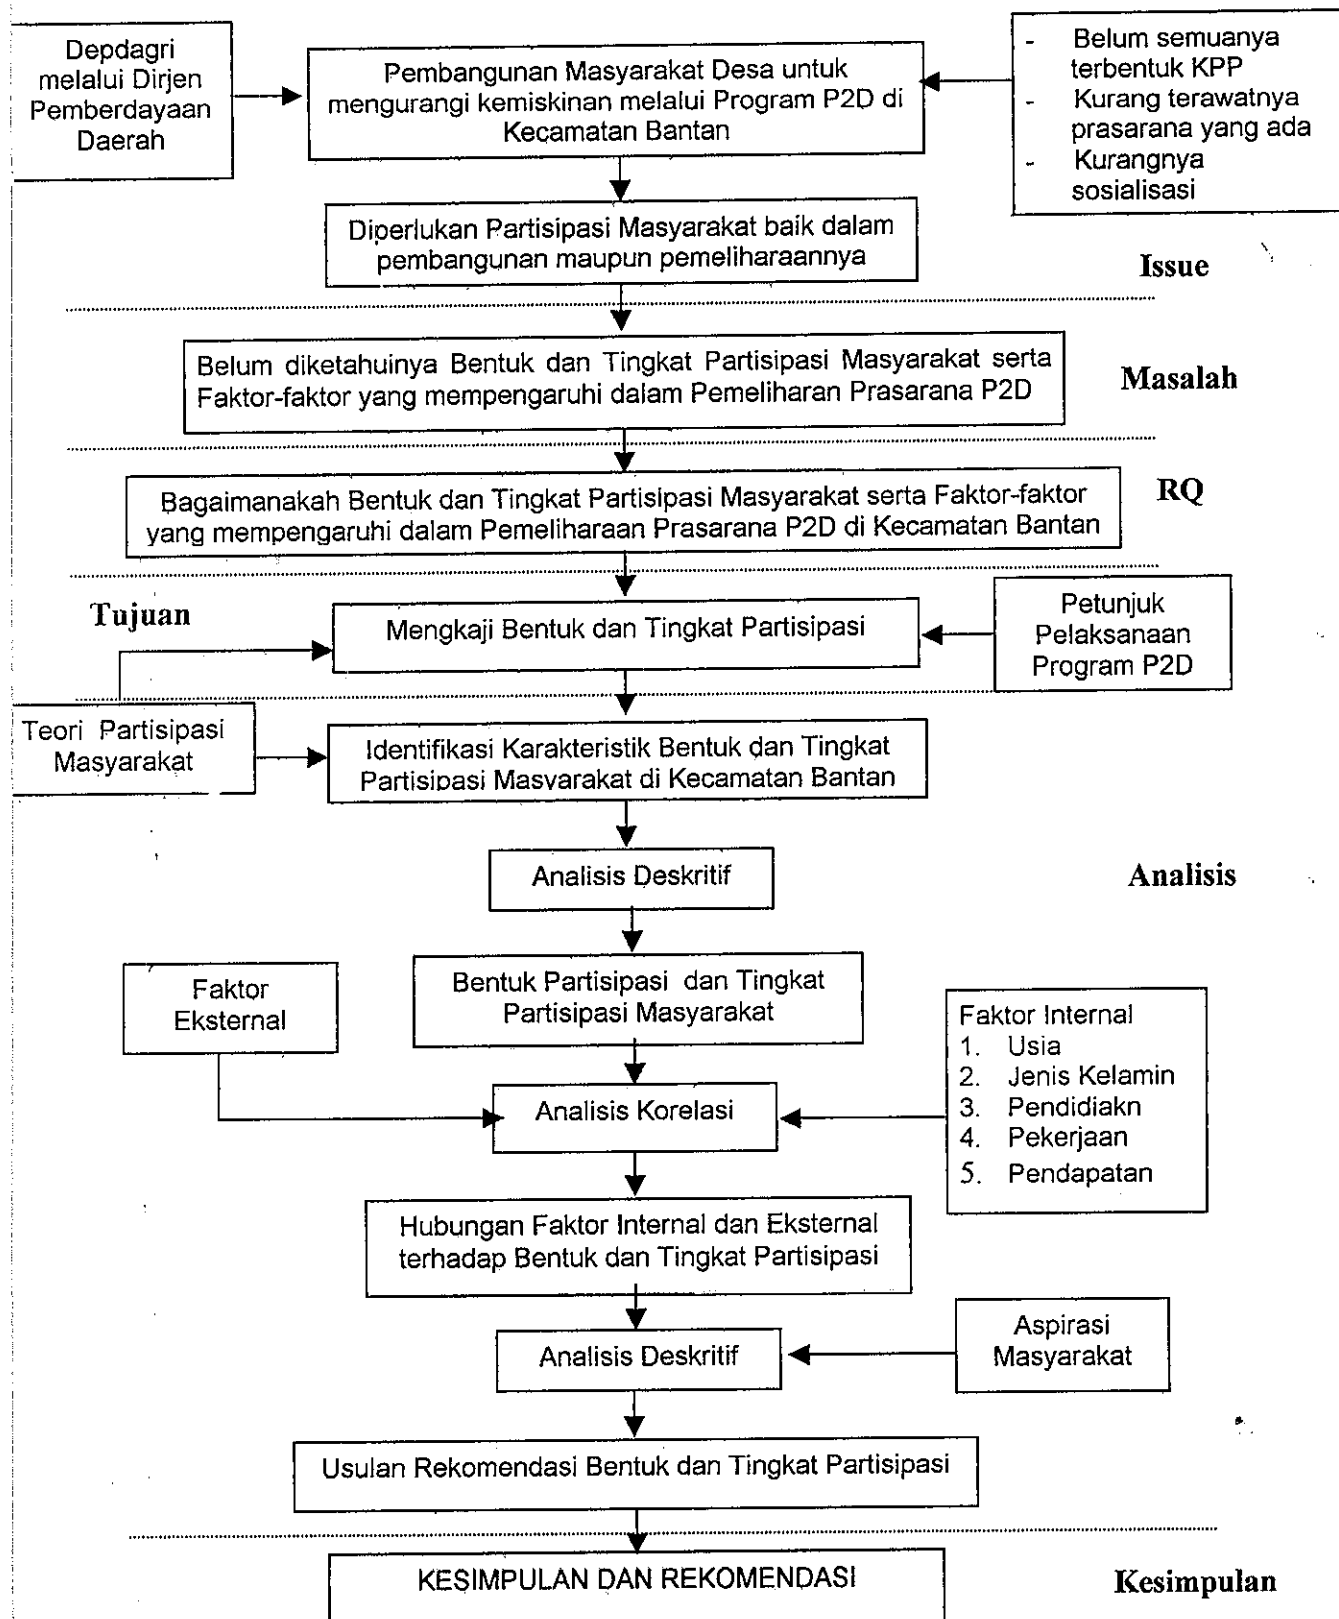 Depdagri
melalui Dirjen
Pemberdayaan
Daerah
Pembangunan Masyarakat Desa untuk
mengurangi kemiskinan melalui Program P2D di
Kecamatan Bantan
- Belum semuanya
terbentuk KPP
- Kurang terawatnya
prasarana yang ada
- Kurangnya
sosialisasi
Diperlukan Partisipasi Masyarakat baik dalam
pembangunan maupun pemeliharaannya
Issue
Belum diketahuinya Bentuk dan Tingkat Partisipasi Masyarakat serta
Faktor-faktor yang mempengaruhi dalam Pemeliharan Prasarana P2D
Masalah
Bagaimanakah Bentuk dan Tingkat Partisipasi Masyarakat serta Faktor-faktor
yang mempengaruhi dalam Pemeliharaan Prasarana P2D di Kecamatan Bantan
RQ
Tujuan
Mengkaji Bentuk dan Tingkat Partisipasi
Petunjuk
Pelaksanaan
Program P2D
Teori Partisipasi
Masyarakat
Identifikasi Karakteristik Bentuk dan Tingkat
Partisipasi Masyarakat di Kecamatan Bantan
Analisis Deskritif
Analisis
Faktor
Eksternal
Bentuk Partisipasi dan Tingkat
Partisipasi Masyarakat
Faktor Internal
1. Usia
2. Jenis Kelamin
3. Pendidiakn
4. Pekerjaan
5. Pendapatan
Analisis Korelasi
Hubungan Faktor Internal dan Eksternal
terhadap Bentuk dan Tingkat Partisipasi
Analisis Deskritif
Aspirasi
Masyarakat
Usulan Rekomendasi Bentuk dan Tingkat Partisipasi
KESIMPULAN DAN REKOMENDASI
Kesimpulan